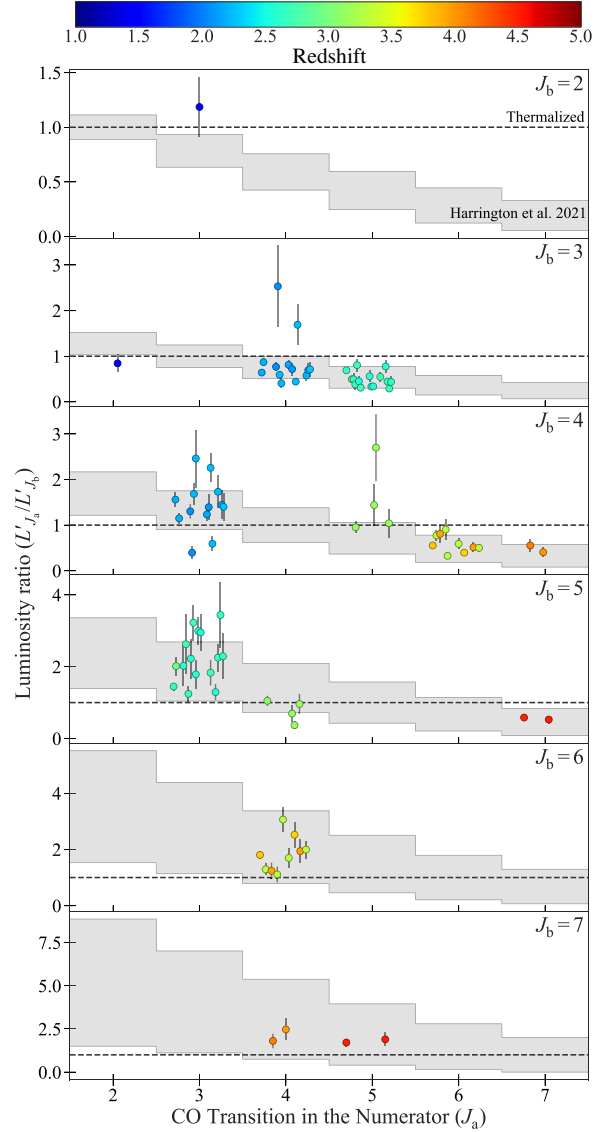 1.0 1.5 2.0 2.5 3.0 3.5 4.0 4.5 5.0
Redshift
J_b = 2
1.5
Thermalized
1.0
0.5
Harrington et al. 2021
0.0
J_b = 3
3
2
1
0
J_b = 4
3
2
1
0
J_b = 5
4
2
0
J_b = 6
4
2
0
J_b = 7
7.5
5.0
2.5
0.0
Luminosity ratio (L′_{J_a}/L′_{J_b})
2 3 4 5 6 7
CO Transition in the Numerator (J_a)